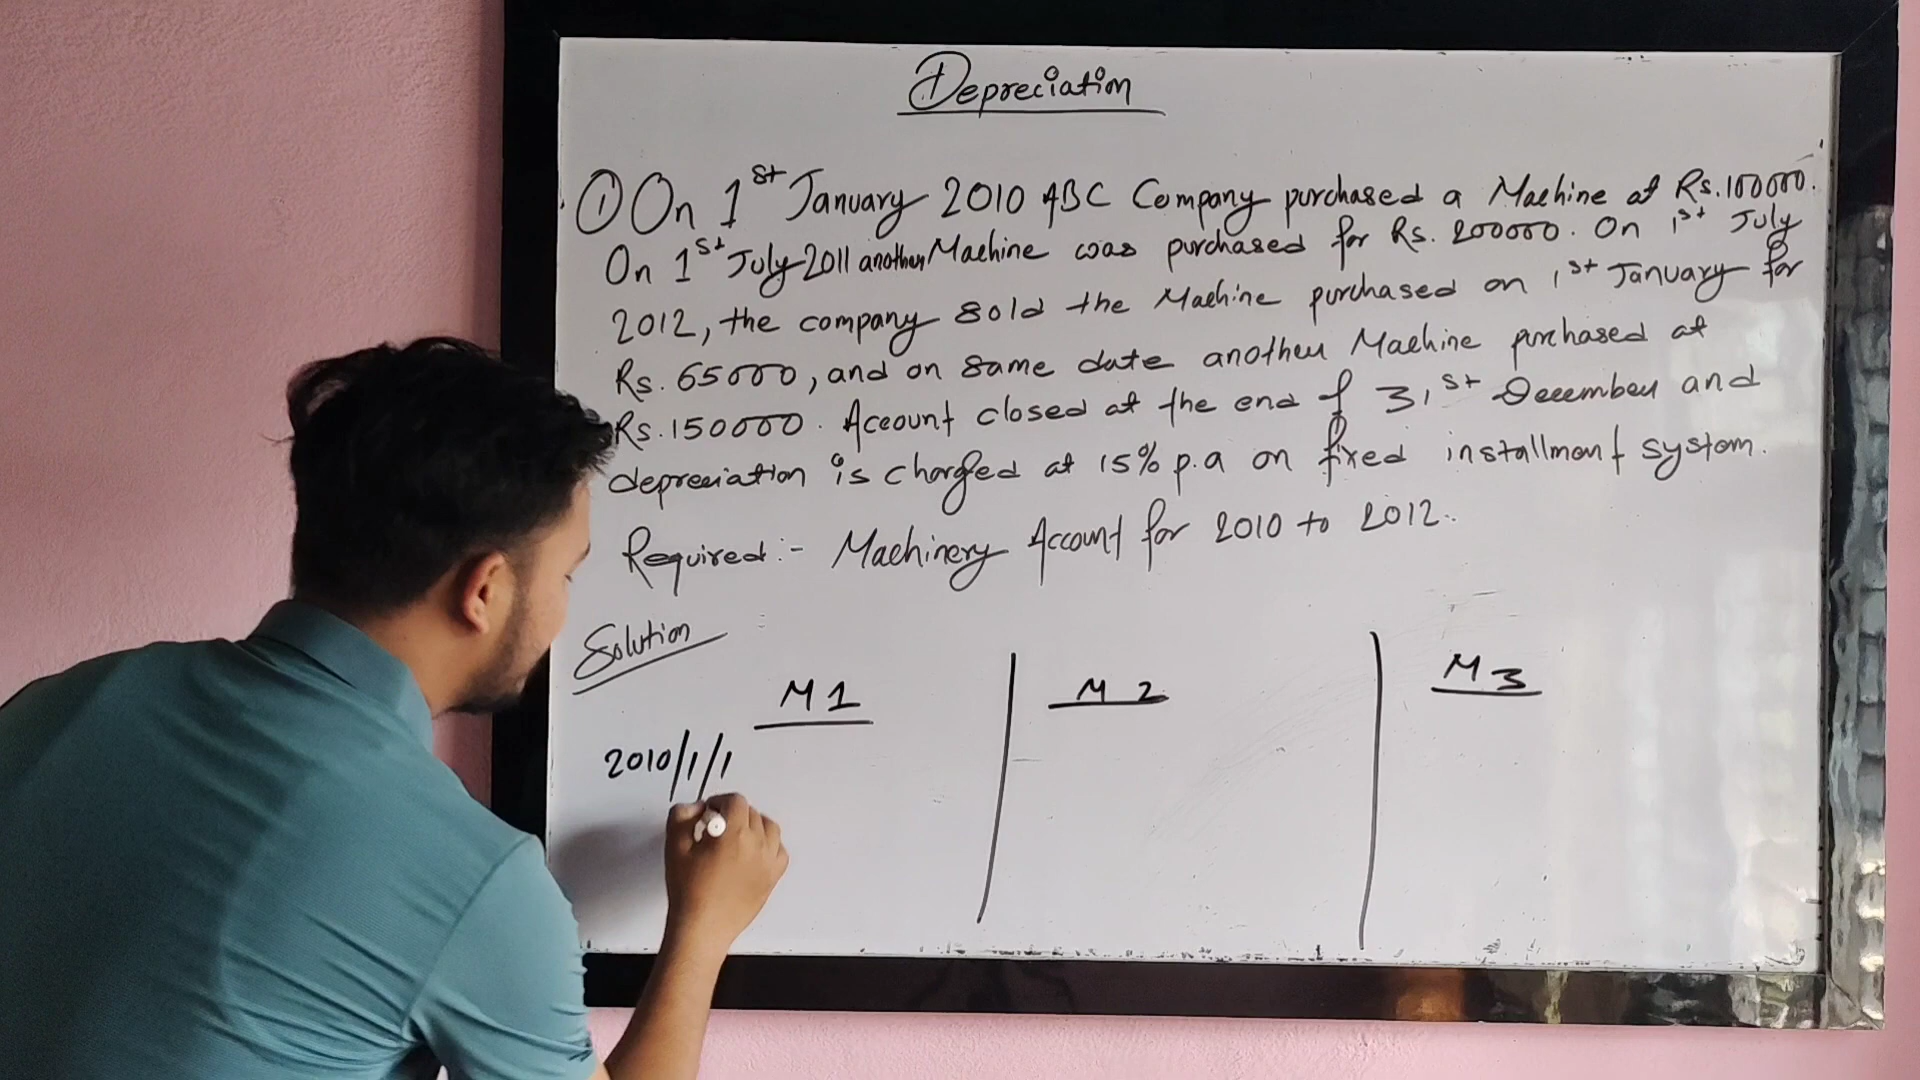 Depreciation
① On 1st January 2010 ABC Company purchased a Machine at Rs.100000.
On 1st July 2011 another Machine was purchased for Rs. 200000. On 1st July
2012, the company sold the Machine purchased on 1st January for
Rs. 65000, and on same date another Machine purchased at
Rs.150000. Account closed at the end of 31st December and
depreciation is charged at 15% p.a on fixed installment system.
Required :- Machinery Account for 2010 to 2012.
Solution
M 1 M 2 M 3
2010/1/1